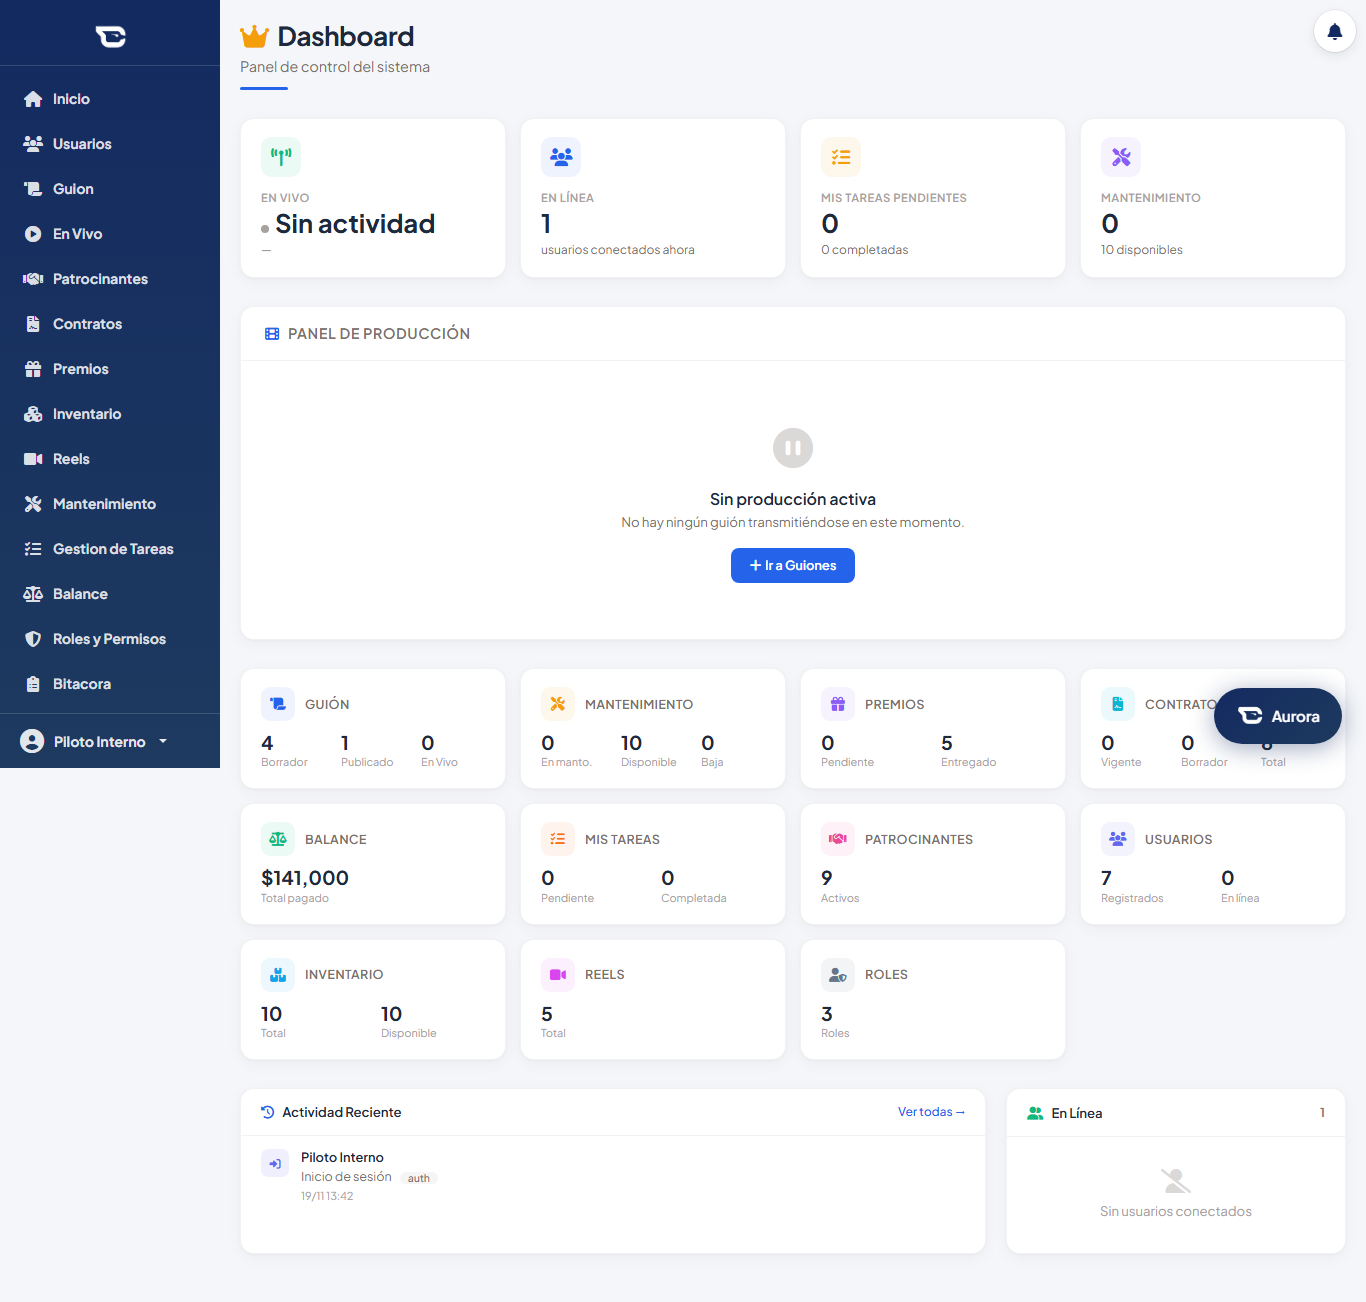 Inicio
Usuarios
Guion
En Vivo
Patrocinantes
Contratos
Premios
Inventario
Reels
Mantenimiento
Gestion de Tareas
Balance
Roles y Permisos
Bitacora
Piloto Interno
Dashboard
Panel de control del sistema
EN VIVO
Sin actividad
—
EN LÍNEA
1
usuarios conectados ahora
MIS TAREAS PENDIENTES
0
0 completadas
MANTENIMIENTO
0
10 disponibles
PANEL DE PRODUCCIÓN
Sin producción activa
No hay ningún guión transmitiéndose en este momento.
+ Ir a Guiones
GUIÓN
4 1 0
Borrador Publicado En Vivo
MANTENIMIENTO
0 10 0
En manto. Disponible Baja
PREMIOS
0 5
Pendiente Entregado
CONTRATO
0 0
Vigente Borrador Total
Aurora
BALANCE
$141,000
Total pagado
MIS TAREAS
0 0
Pendiente Completada
PATROCINANTES
9
Activos
USUARIOS
7 0
Registrados En línea
INVENTARIO
10 10
Total Disponible
REELS
5
Total
ROLES
3
Roles
Actividad Reciente
Ver todas →
Piloto Interno
Inicio de sesión auth
19/11 13:42
En Línea 1
Sin usuarios conectados